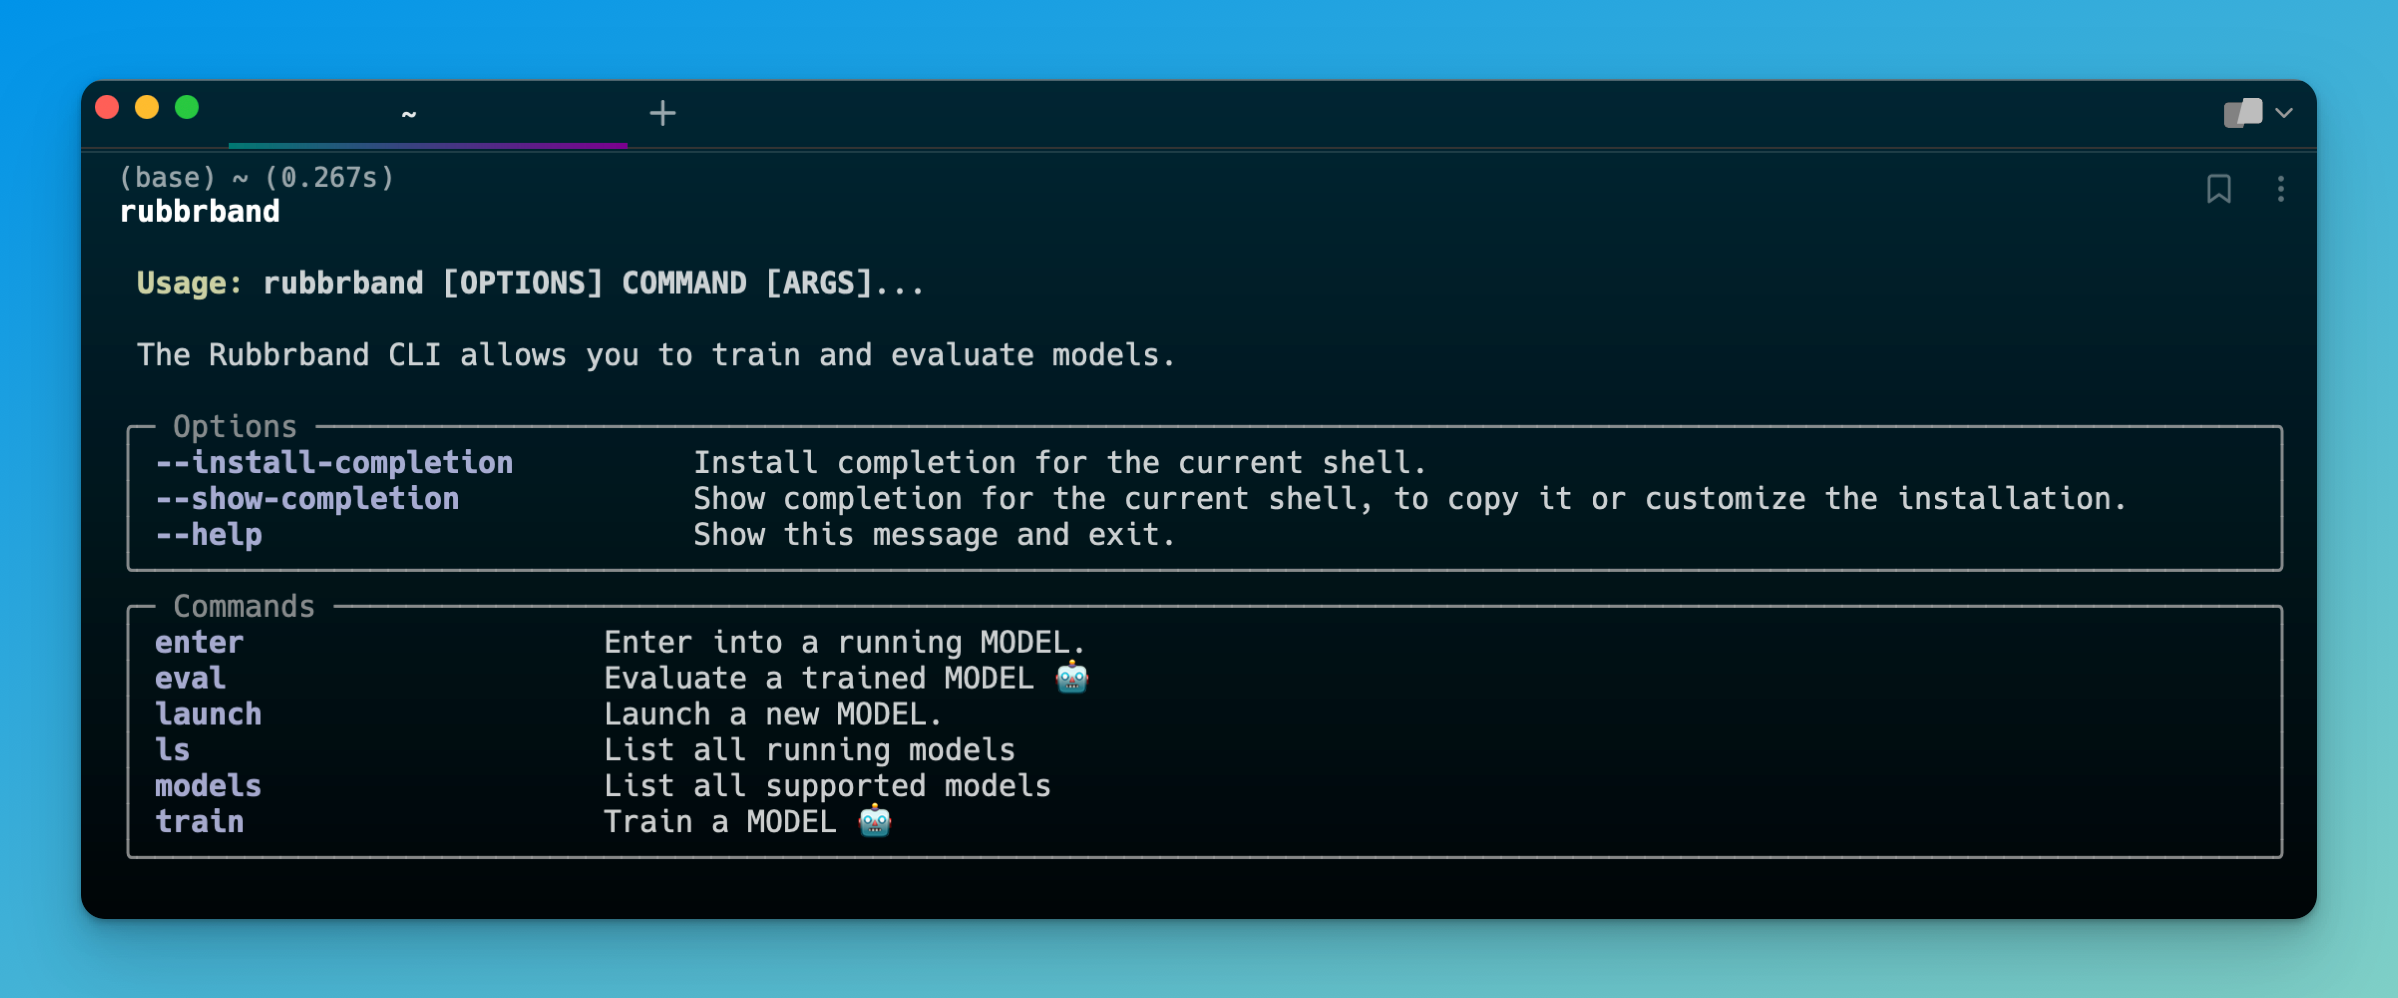 ~
(base) ~ (0.267s)
rubbrband
Usage: rubbrband [OPTIONS] COMMAND [ARGS]...
The Rubbrband CLI allows you to train and evaluate models.
Options
--install-completion Install completion for the current shell.
--show-completion Show completion for the current shell, to copy it or customize the installation.
--help Show this message and exit.
Commands
enter Enter into a running MODEL.
eval Evaluate a trained MODEL 🤖
launch Launch a new MODEL.
ls List all running models
models List all supported models
train Train a MODEL 🤖